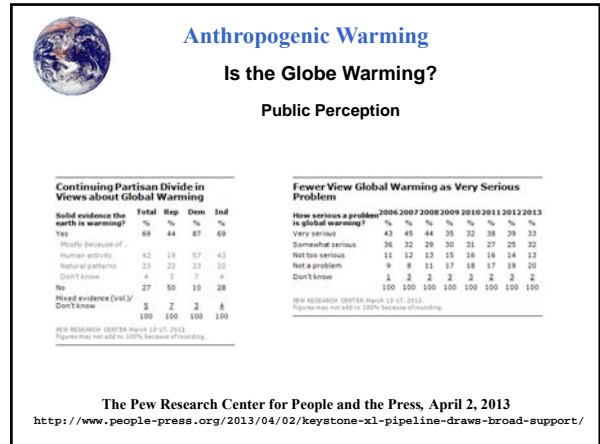 Anthropogenic Warming
Is the Globe Warming?
Public Perception
Continuing Partisan Divide in
Views about Global Warming
Solid evidence the Total Rep Dem Ind
earth is warming? % % % %
Yes 69 44 87 69
Mostly because of...
Human activity 42 19 57 43
Natural patterns 23 22 23 22
Don't know 4 3 7 4
No 27 50 10 28
Mixed evidence (Vol.)/
Don't know 5 7 3 4
100 100 100 100
PEW RESEARCH CENTER March 13-17, 2013.
Figures may not add to 100% because of rounding.
Fewer View Global Warming as Very Serious
Problem
How serious a problem 2006 2007 2008 2009 2010 2011 2012 2013
is global warming? % % % % % % % %
Very serious 43 45 44 35 32 38 39 33
Somewhat serious 36 32 29 30 31 27 25 32
Not too serious 11 12 13 15 16 16 14 13
Not a problem 9 8 11 17 18 17 19 20
Don't know 1 3 3 2 3 2 2 2
100 100 100 100 100 100 100 100
PEW RESEARCH CENTER March 13-17, 2013.
Figures may not add to 100% because of rounding.
The Pew Research Center for People and the Press, April 2, 2013
http://www.people-press.org/2013/04/02/keystone-xl-pipeline-draws-broad-support/